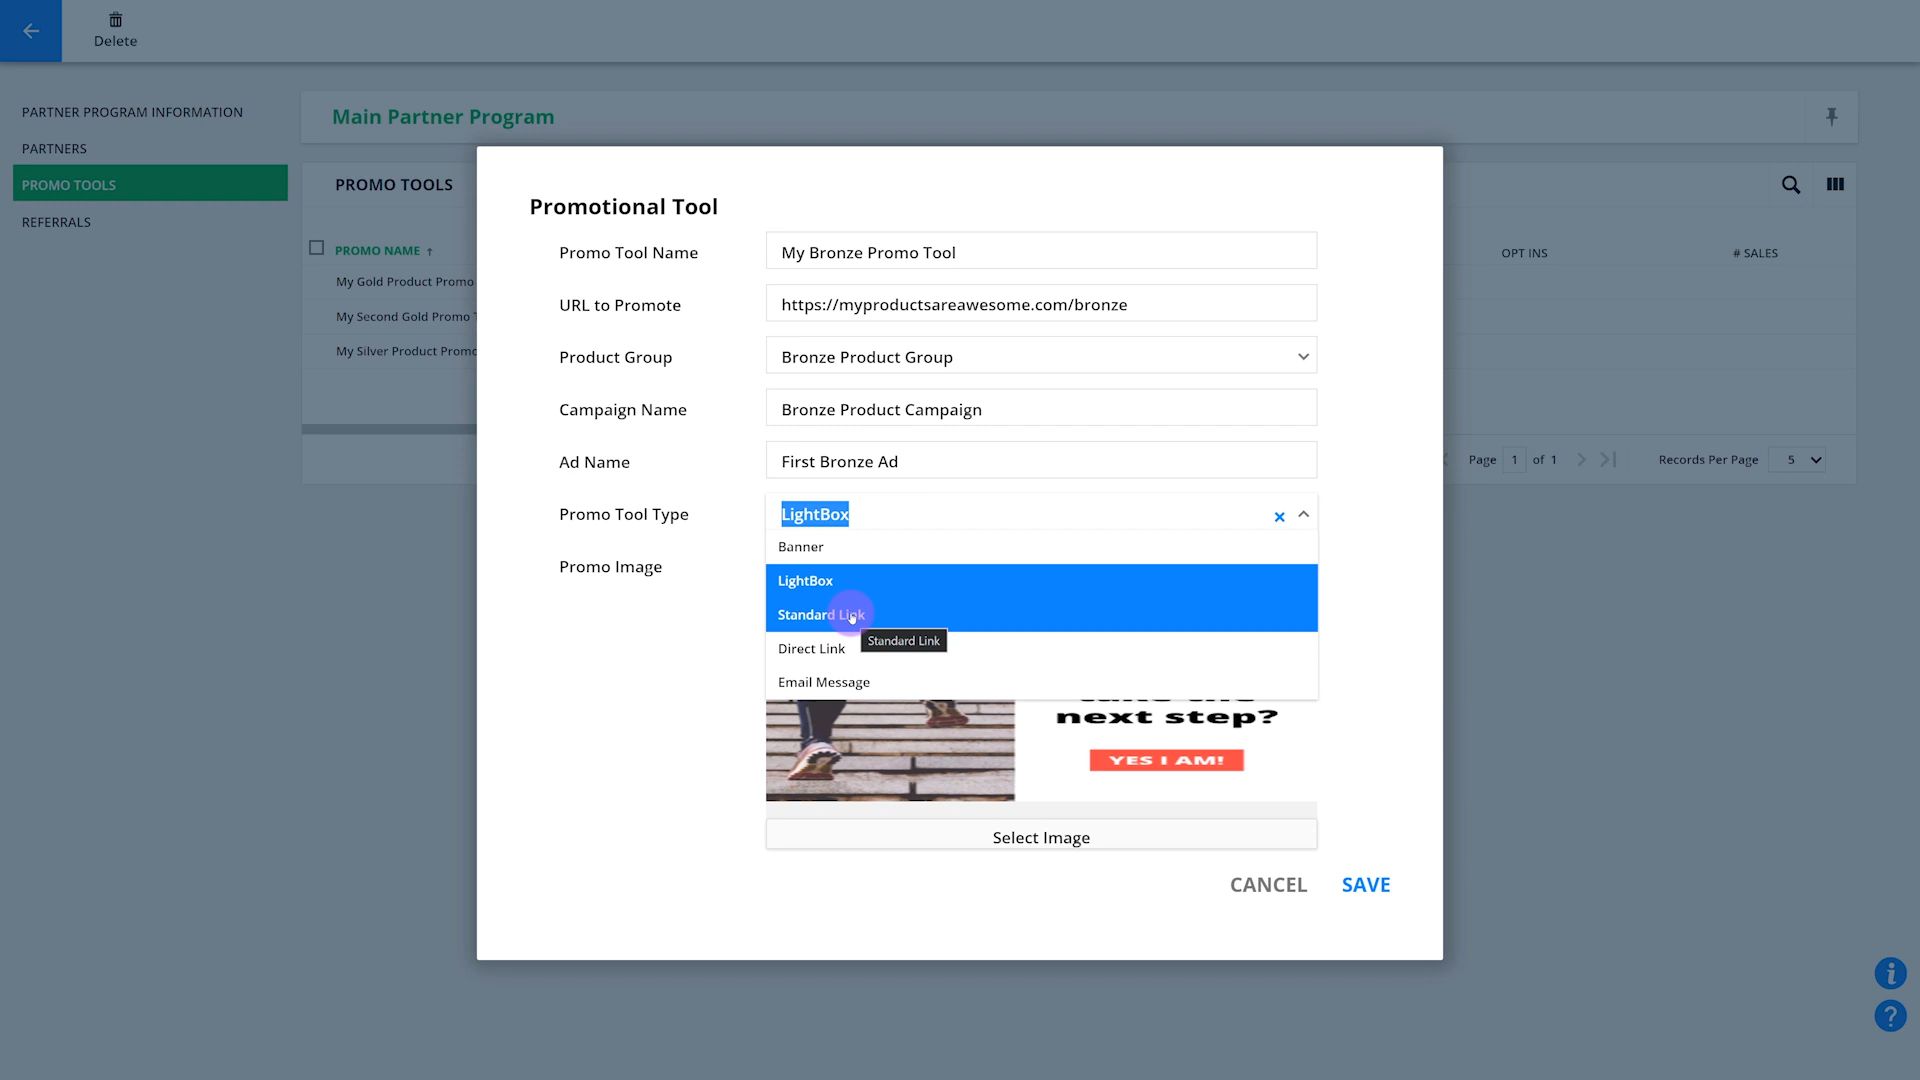 Delete
PARTNER PROGRAM INFORMATION
PARTNERS
PROMO TOOLS
REFERRALS
Main Partner Program
PROMO TOOLS
PROMO NAME ↑
OPT INS
# SALES
My Gold Product Promo
My Second Gold Promo
My Silver Product Promo
Page 1 of 1
Records Per Page 5
Promotional Tool
Promo Tool Name
My Bronze Promo Tool
URL to Promote
https://myproductsareawesome.com/bronze
Product Group
Bronze Product Group
Campaign Name
Bronze Product Campaign
Ad Name
First Bronze Ad
Promo Tool Type
LightBox
Banner
LightBox
Standard Link
Standard Link
Direct Link
Email Message
Promo Image
next step?
YES I AM!
Select Image
CANCEL
SAVE